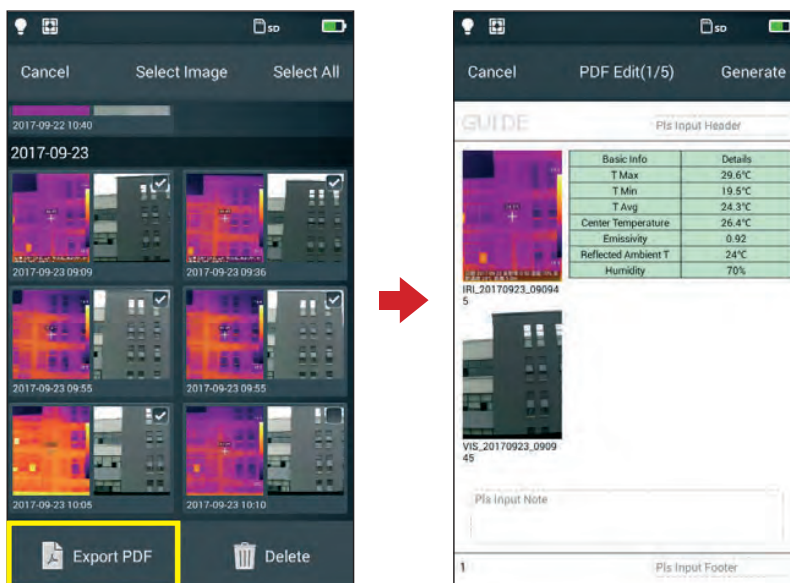 SD
Cancel Select Image Select All
2017-09-22 10:40
2017-09-23
2017-09-23 09:09 2017-09-23 09:36
2017-09-23 09:55 2017-09-23 09:55
2017-09-23 10:05 2017-09-23 10:10
Export PDF Delete
SD
Cancel PDF Edit(1/5) Generate
GUIDE Pls Input Header
Basic Info Details
T Max 29.6°C
T Min 19.5°C
T Avg 24.3°C
Center Temperature 26.4°C
Emissivity 0.92
Reflected Ambient T 24°C
Humidity 70%
IRI_20170923_09094
5
VIS_20170923_0909
45
Pls Input Note
1 Pls Input Footer